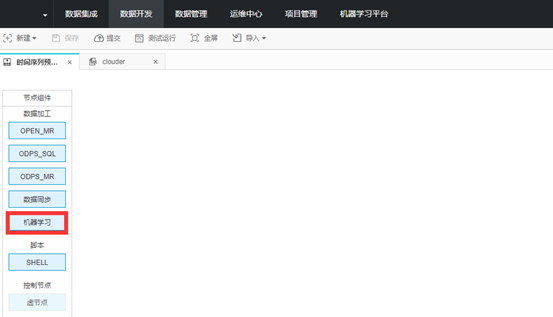 数据集成 数据开发 数据管理 运维中心 项目管理 机器学习平台
新建 保存 提交 测试运行 全屏 导入
时间序列预... × clouder ×
节点组件
数据加工
OPEN_MR
ODPS_SQL
ODPS_MR
数据同步
机器学习
脚本
SHELL
控制节点
虚节点